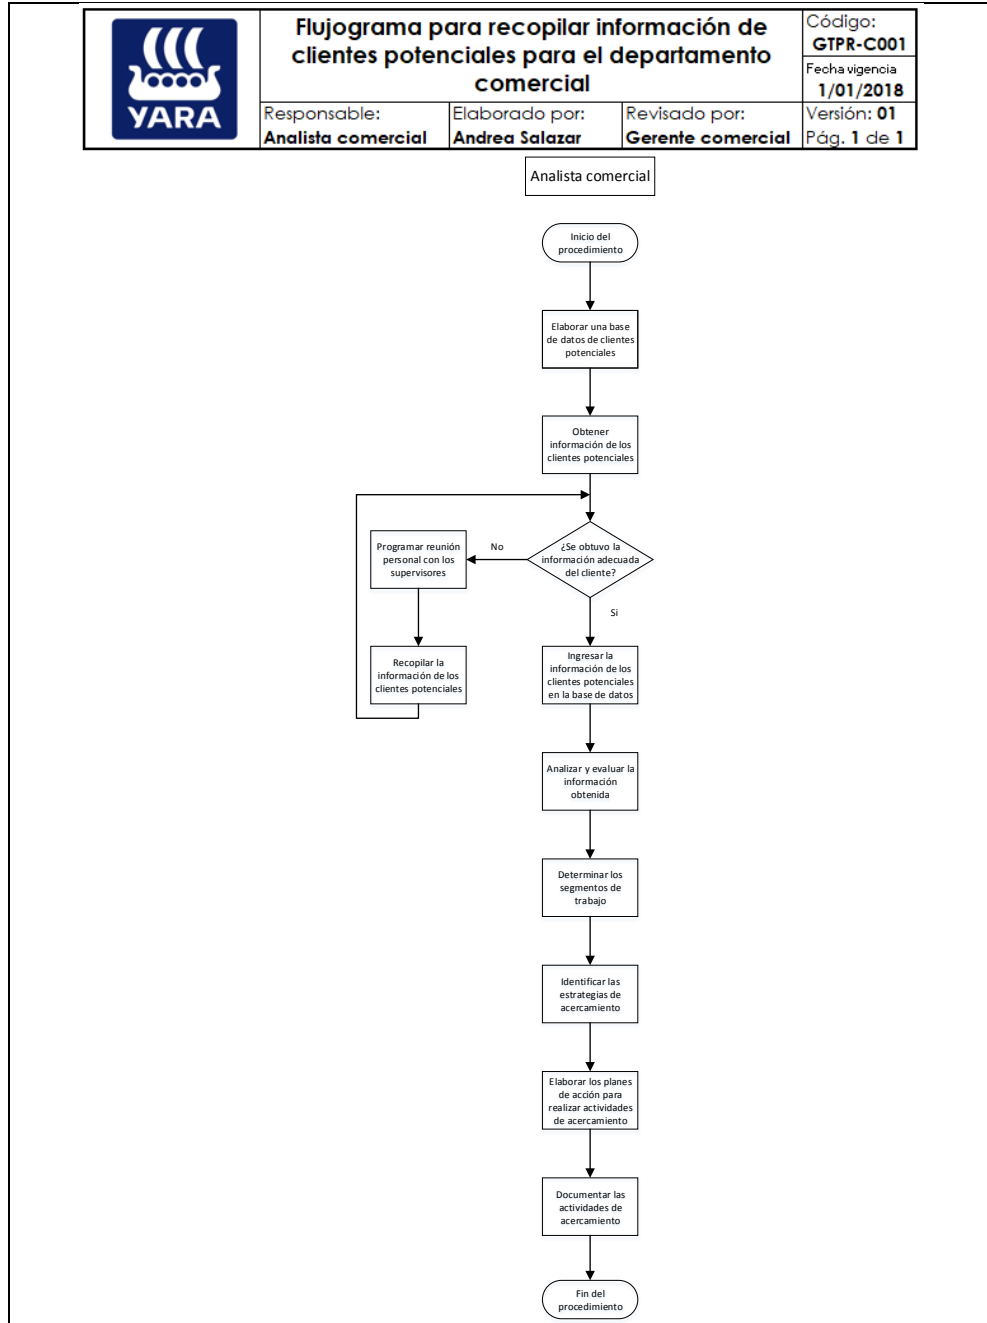 YARA
Flujograma para recopilar información de
clientes potenciales para el departamento
comercial
Código:
GTPR-C001
Fecha vigencia
1/01/2018
Responsable:
Analista comercial
Elaborado por:
Andrea Salazar
Revisado por:
Gerente comercial
Versión: 01
Pág. 1 de 1
Analista comercial
Inicio del
procedimiento
Elaborar una base
de datos de clientes
potenciales
Obtener
información de los
clientes potenciales
¿Se obtuvo la
información adecuada
del cliente?
No
Programar reunión
personal con los
supervisores
Recopilar la
información de los
clientes potenciales
Si
Ingresar la
información de los
clientes potenciales
en la base de datos
Analizar y evaluar la
información
obtenida
Determinar los
segmentos de
trabajo
Identificar las
estrategias de
acercamiento
Elaborar los planes
de acción para
realizar actividades
de acercamiento
Documentar las
actividades de
acercamiento
Fin del
procedimiento